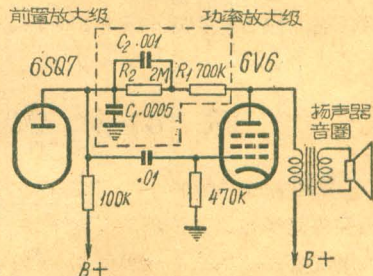 前置放大级
功率放大级
C₂ .001
6SQ7
R₂ 2M
R₁ 700K
6V6
C₁ .0005
扬声器
音圈
.01
100K
470K
B+
B+